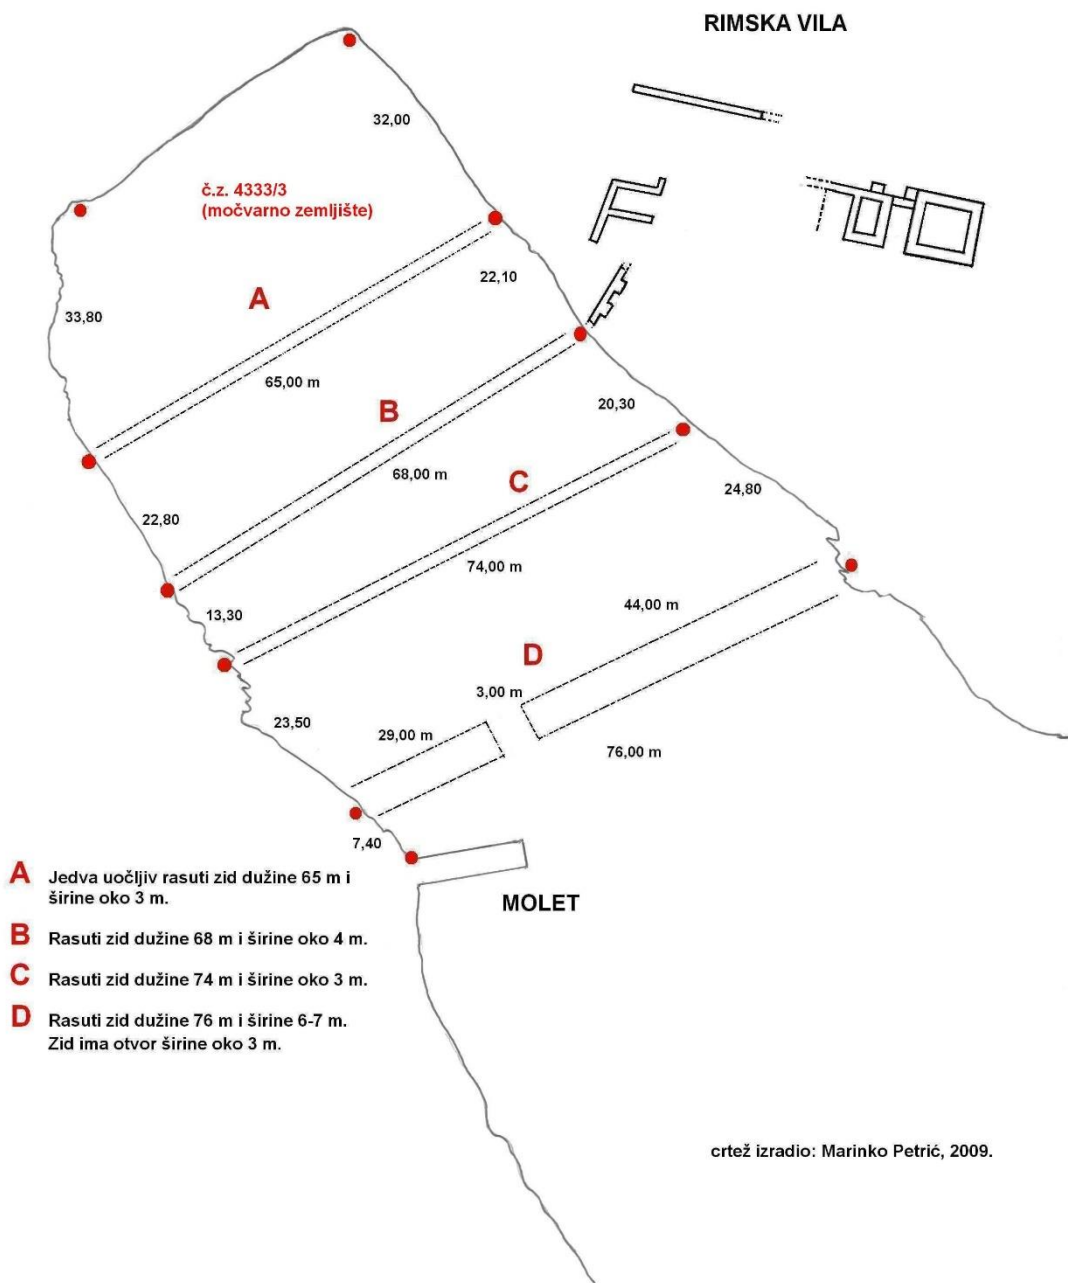 RIMSKA VILA
32,00
č.z. 4333/3
(močvarno zemljište)
22,10
A
33,80
65,00 m
B
20,30
68,00 m
C
24,80
22,80
74,00 m
13,30
44,00 m
D
3,00 m
23,50
29,00 m
76,00 m
7,40
MOLET
A Jedva uočljiv rasuti zid dužine 65 m i
širine oko 3 m.
B Rasuti zid dužine 68 m i širine oko 4 m.
C Rasuti zid dužine 74 m i širine oko 3 m.
D Rasuti zid dužine 76 m i širine 6-7 m.
Zid ima otvor širine oko 3 m.
crtež izradio: Marinko Petrić, 2009.